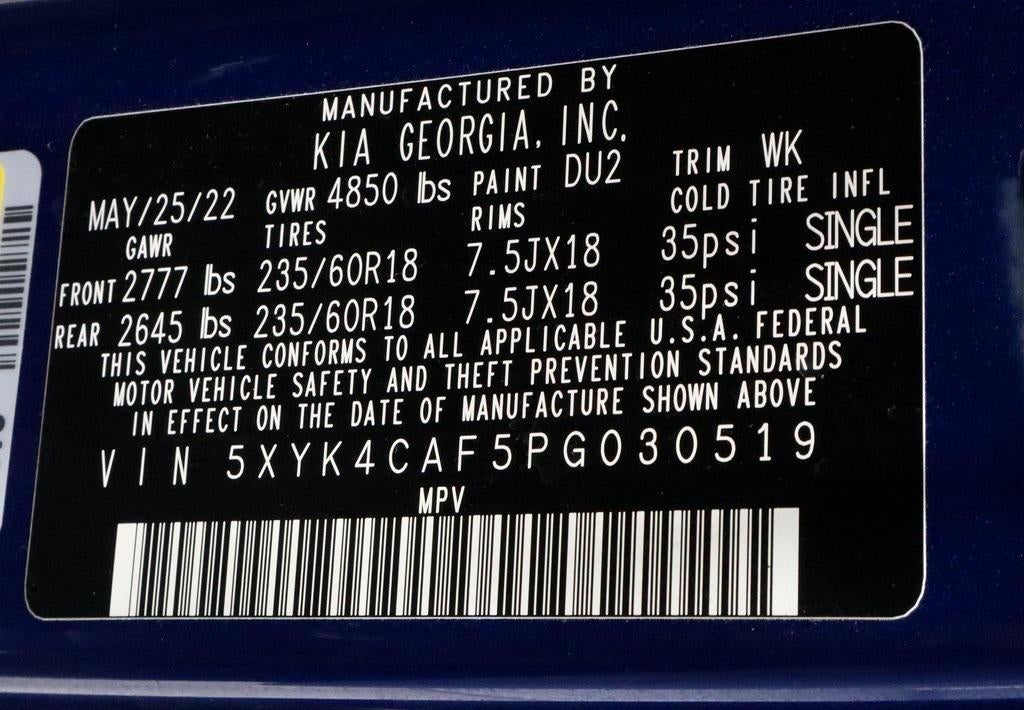 MANUFACTURED BY
KIA GEORGIA, INC.
MAY/25/22 GVWR 4850 lbs PAINT DU2 TRIM WK
GAWR TIRES RIMS COLD TIRE INFL
FRONT 2777 lbs 235/60R18 7.5JX18 35psi SINGLE
REAR 2645 lbs 235/60R18 7.5JX18 35psi SINGLE
THIS VEHICLE CONFORMS TO ALL APPLICABLE U.S.A. FEDERAL
MOTOR VEHICLE SAFETY AND THEFT PREVENTION STANDARDS
IN EFFECT ON THE DATE OF MANUFACTURE SHOWN ABOVE
VIN 5XYK4CAF5PG030519
MPV